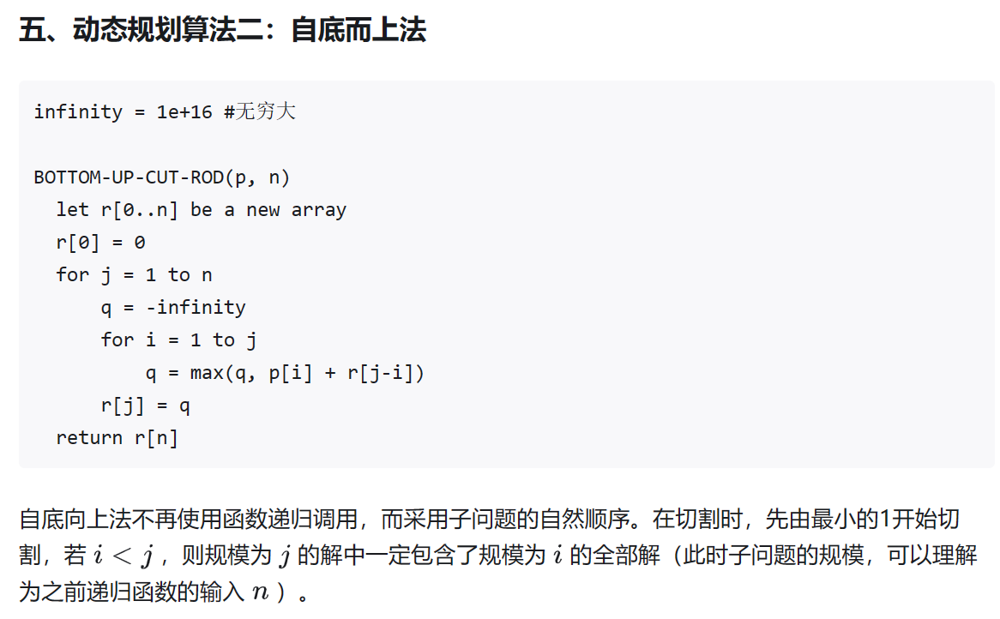 五、动态规划算法二：自底而上法
infinity = 1e+16 #无穷大
BOTTOM-UP-CUT-ROD(p, n)
let r[0..n] be a new array
r[0] = 0
for j = 1 to n
q = -infinity
for i = 1 to j
q = max(q, p[i] + r[j-i])
r[j] = q
return r[n]
自底向上法不再使用函数递归调用，而采用子问题的自然顺序。在切割时，先由最小的1开始切
割，若 i < j ，则规模为 j 的解中一定包含了规模为 i 的全部解（此时子问题的规模，可以理解
为之前递归函数的输入 n ）。